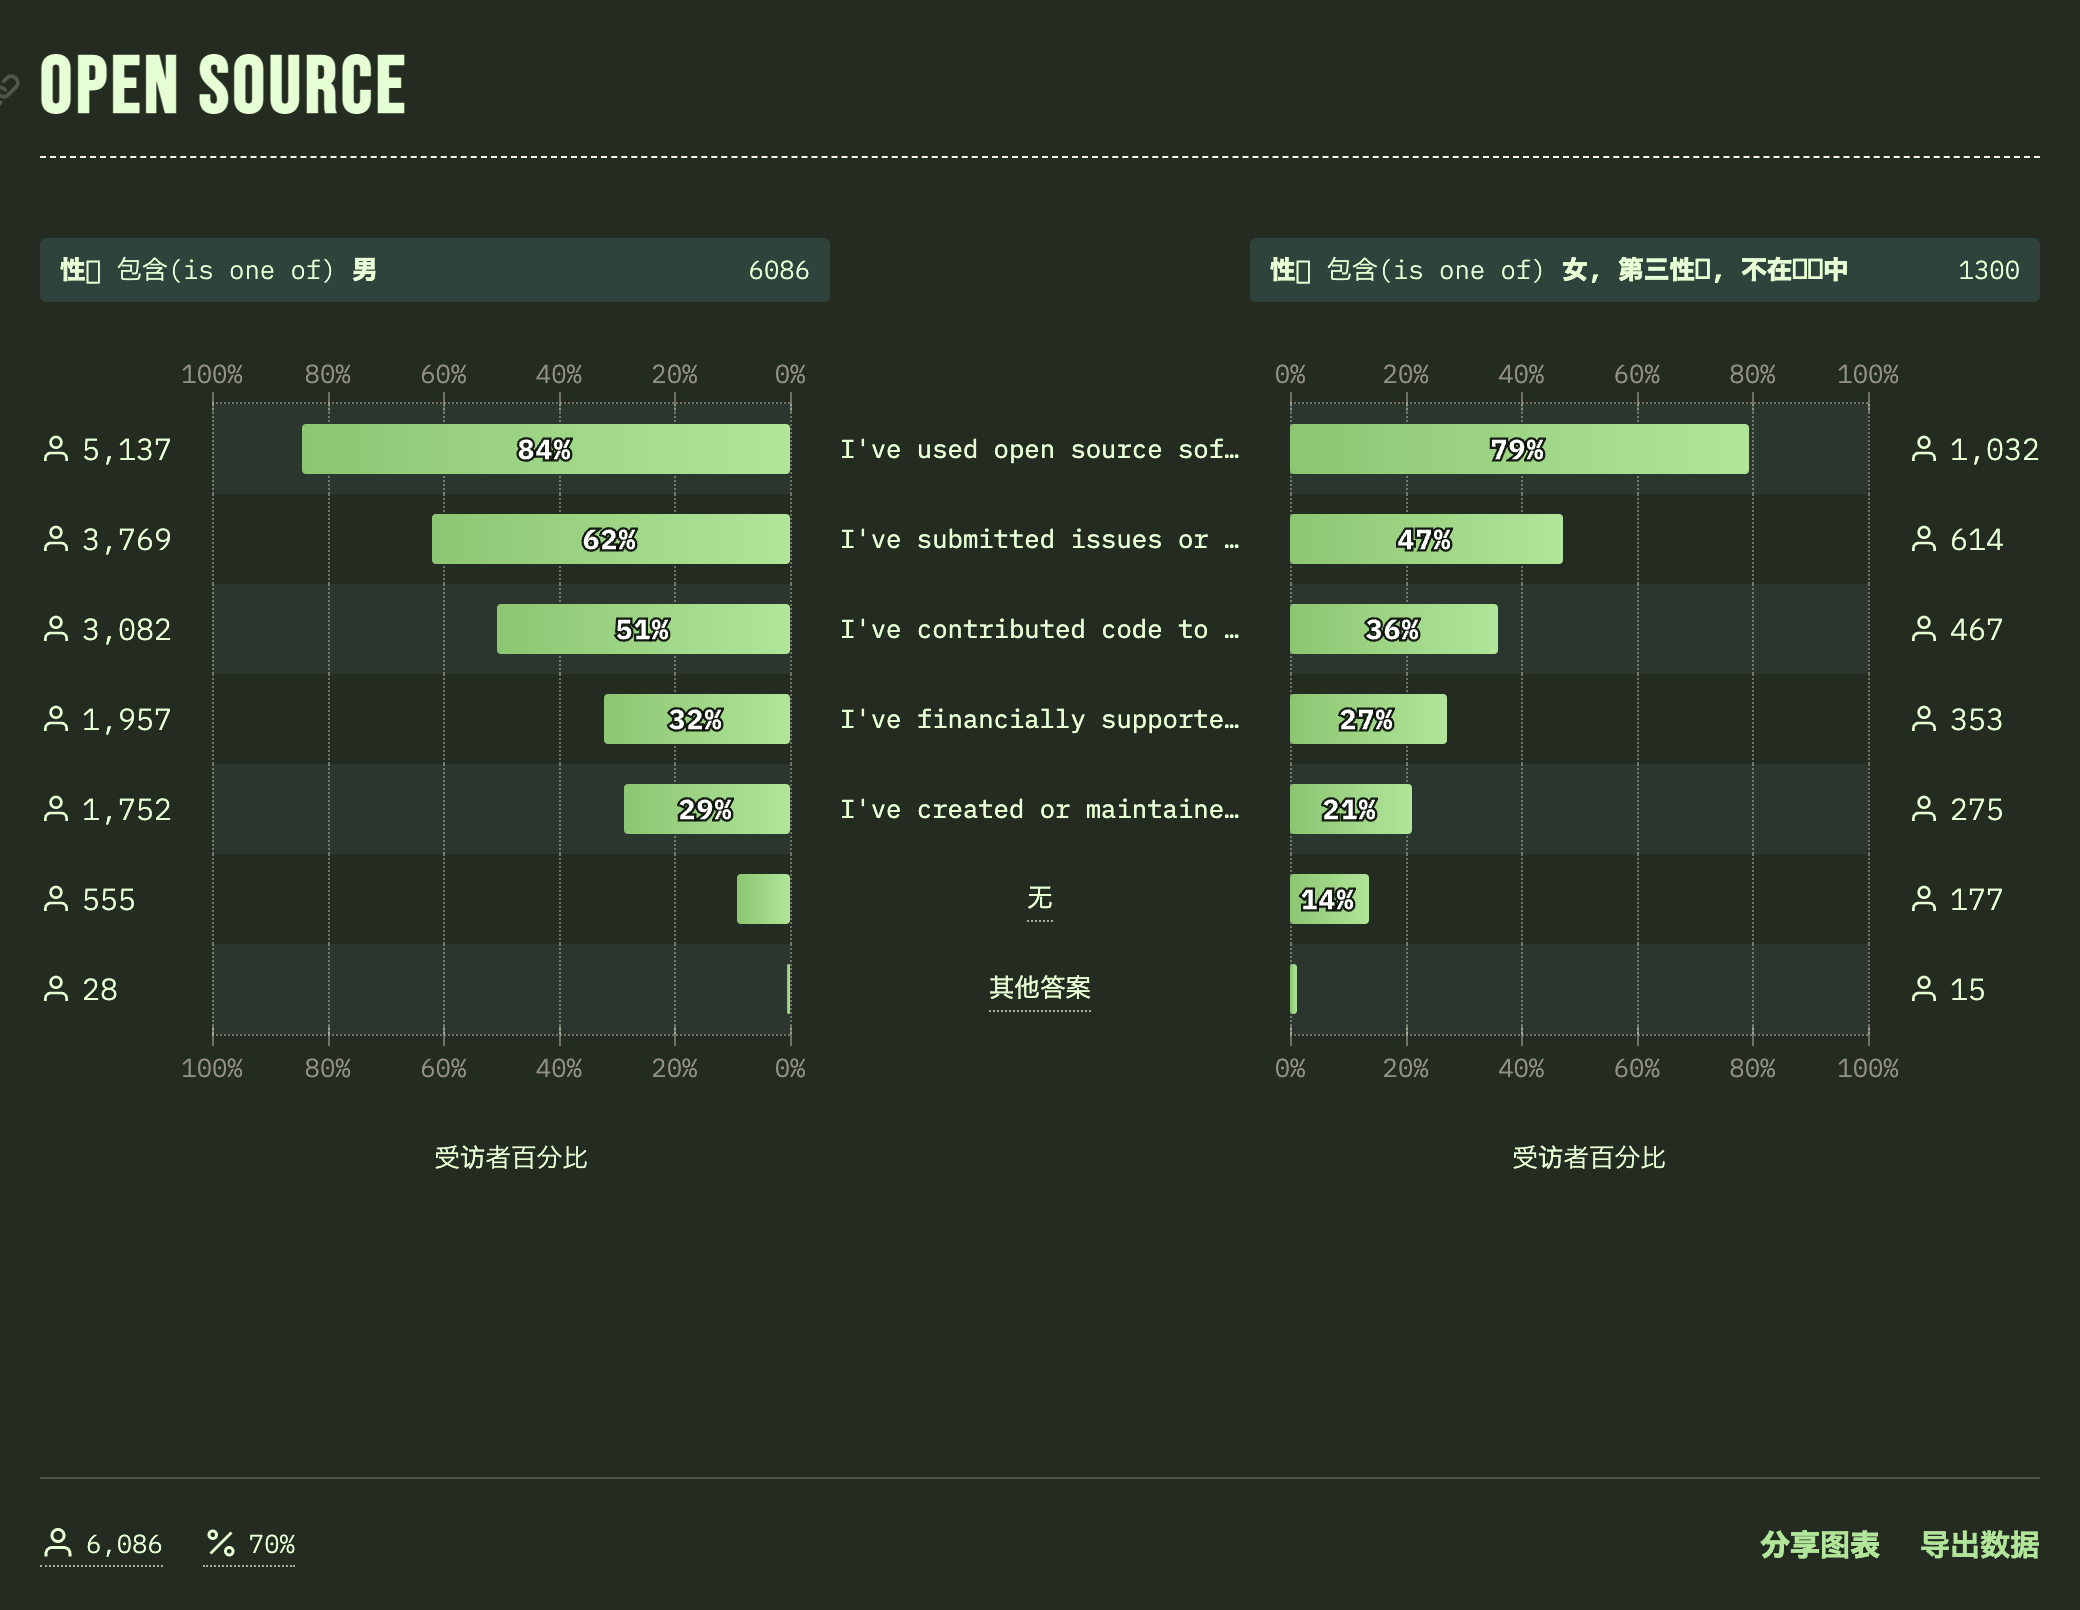 OPEN SOURCE
性▯ 包含(is one of) 男 6086
性▯ 包含(is one of) 女, 第三性▯, 不在▯▯中 1300
100% 80% 60% 40% 20% 0%
0% 20% 40% 60% 80% 100%
5,137 84% I've used open source sof… 79% 1,032
3,769 62% I've submitted issues or … 47% 614
3,082 51% I've contributed code to … 36% 467
1,957 32% I've financially supporte… 27% 353
1,752 29% I've created or maintaine… 21% 275
555 无 14% 177
28 其他答案 15
100% 80% 60% 40% 20% 0%
0% 20% 40% 60% 80% 100%
受访者百分比
受访者百分比
6,086 70%
分享图表 导出数据